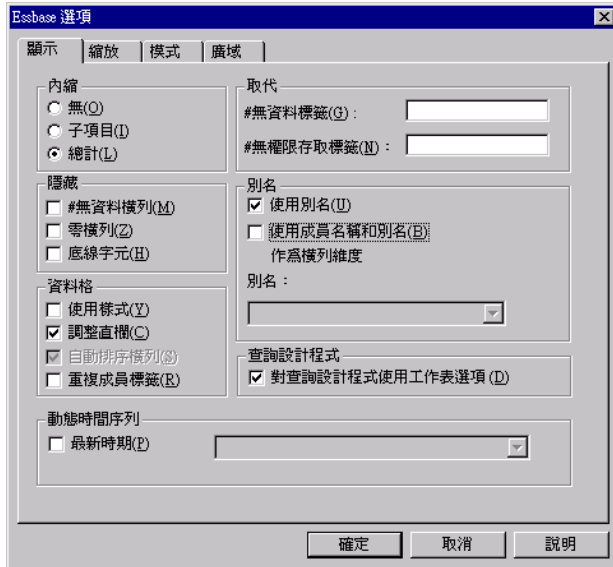 Essbase 選項
顯示 縮放 模式 廣域
內縮
無(O)
子項目(I)
總計(L)
隱藏
#無資料橫列(M)
零橫列(Z)
底線字元(H)
資料格
使用樣式(Y)
調整直欄(C)
自動排序橫列(S)
重複成員標籤(R)
取代
#無資料標籤(G)：
#無權限存取標籤(N)：
別名
使用別名(U)
使用成員名稱和別名(B)
作爲橫列維度
別名：
查詢設計程式
對查詢設計程式使用工作表選項(D)
動態時間序列
最新時期(P)
確定 取消 說明